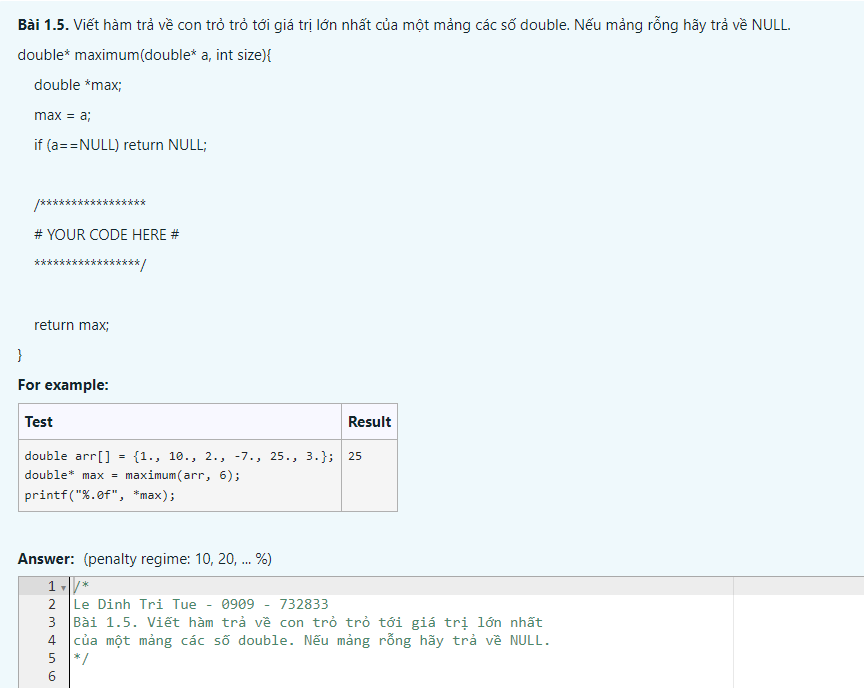 Bài 1.5. Viết hàm trả về con trỏ trỏ tới giá trị lớn nhất của một mảng các số double. Nếu mảng rỗng hãy trả về NULL.
double* maximum(double* a, int size){
double *max;
max = a;
if (a==NULL) return NULL;
/*****************
# YOUR CODE HERE #
*****************/
return max;
}
For example:
Test Result
double arr[] = {1., 10., 2., -7., 25., 3.}; 25
double* max = maximum(arr, 6);
printf("%.0f", *max);
Answer: (penalty regime: 10, 20, ... %)
1 /*
2 Le Dinh Tri Tue - 0909 - 732833
3 Bài 1.5. Viết hàm trả về con trỏ trỏ tới giá trị lớn nhất
4 của một mảng các số double. Nếu mảng rỗng hãy trả về NULL.
5 */
6